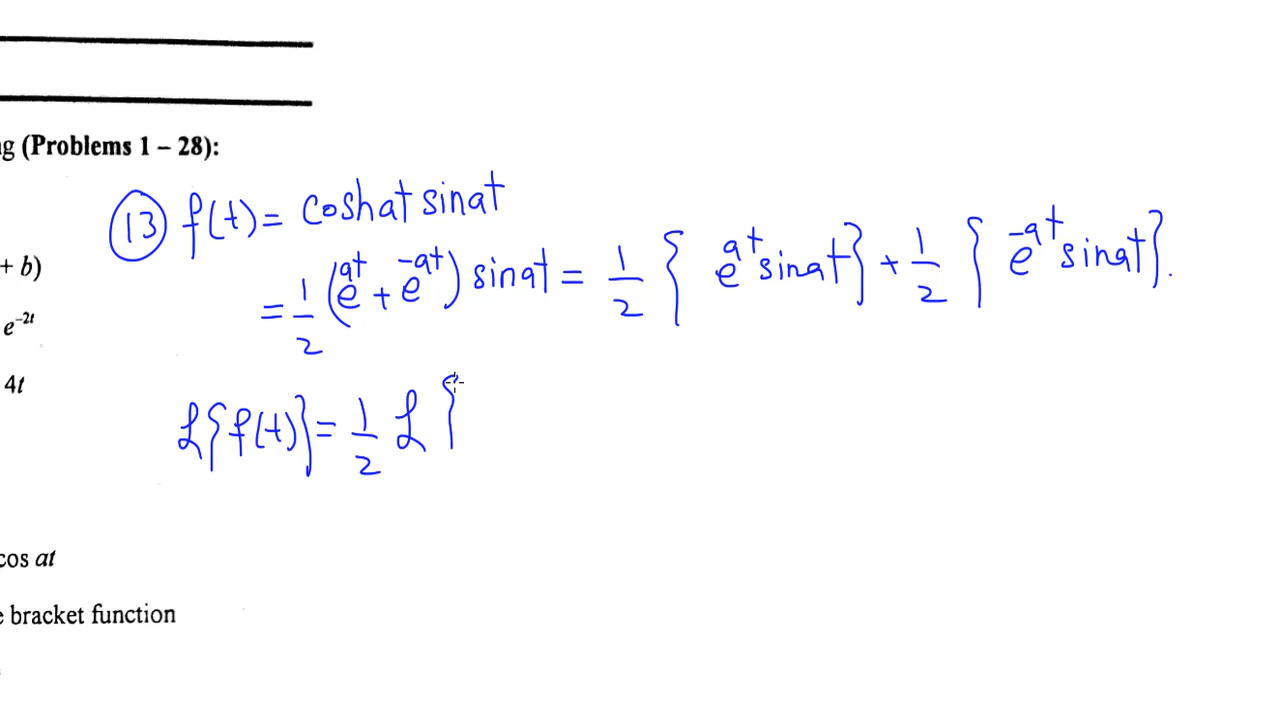 ng (Problems 1 – 28):
13 f(t) = coshat sinat
+ b)
= 1/2 (e^at + e^-at) sinat = 1/2 { e^at sinat } + 1/2 { e^-at sinat }.
e^-2t
4t
ℒ{f(t)} = 1/2 ℒ {
cos at
e bracket function